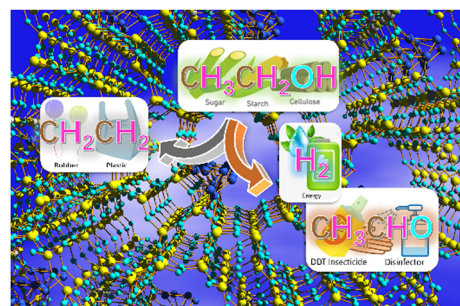 CH₃CH₂OH
Sugar Starch Cellulose
CH₂CH₂
Rubber Plastic
H₂
Energy
CH₃CHO
DDT Insecticide Disinfector